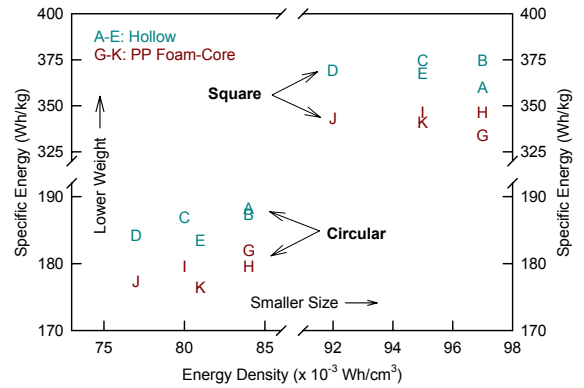 400
375
350
325
190
180
170
Specific Energy (Wh/kg)
A-E: Hollow
G-K: PP Foam-Core
Lower Weight
Square
D
J
C
E
I
K
B
A
H
G
D
J
C
I
E
K
A
B
G
H
Circular
Smaller Size
400
375
350
325
190
180
170
Specific Energy (Wh/kg)
75 80 85 92 94 96 98
Energy Density (x 10-3 Wh/cm3)